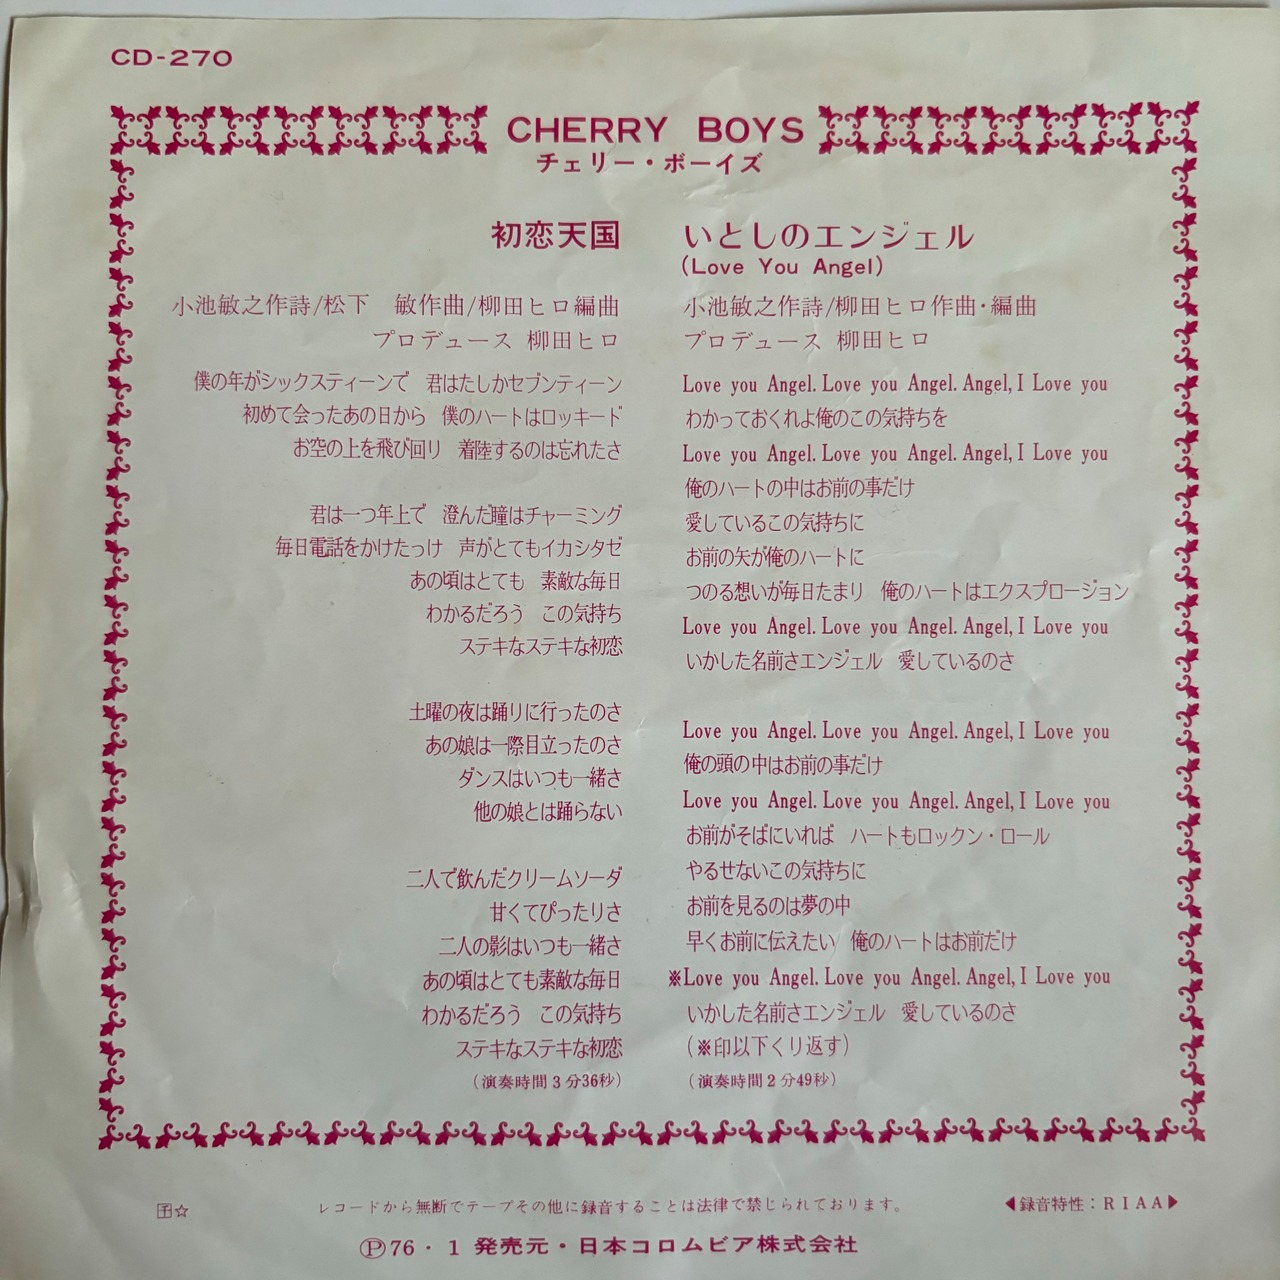 CD-270
CHERRY BOYS
チェリー・ボーイズ
初恋天国
小池敏之作詩/松下　敏作曲/柳田ヒロ編曲
プロデュース 柳田ヒロ
僕の年がシックスティーンで　君はたしかセブンティーン
初めて会ったあの日から　僕のハートはロッキード
お空の上を飛び回り　着陸するのは忘れたさ
君は一つ年上で　澄んだ瞳はチャーミング
毎日電話をかけたっけ　声がとてもイカシタゼ
あの頃はとても　素敵な毎日
わかるだろう　この気持ち
ステキなステキな初恋
土曜の夜は踊りに行ったのさ
あの娘は一際目立ったのさ
ダンスはいつも一緒さ
他の娘とは踊らない
二人で飲んだクリームソーダ
甘くてぴったりさ
二人の影はいつも一緒さ
あの頃はとても素敵な毎日
わかるだろう　この気持ち
ステキなステキな初恋
(演奏時間3分36秒)
いとしのエンジェル
(Love You Angel)
小池敏之作詩/柳田ヒロ作曲・編曲
プロデュース 柳田ヒロ
Love you Angel. Love you Angel. Angel, I Love you
わかっておくれよ俺のこの気持ちを
Love you Angel. Love you Angel. Angel, I Love you
俺のハートの中はお前の事だけ
愛しているこの気持ちに
お前の矢が俺のハートに
つのる想いが毎日たまり　俺のハートはエクスプロージョン
Love you Angel. Love you Angel. Angel, I Love you
いかした名前さエンジェル　愛しているのさ
Love you Angel. Love you Angel. Angel, I Love you
俺の頭の中はお前の事だけ
Love you Angel. Love you Angel. Angel, I Love you
お前がそばにいれば　ハートもロックン・ロール
やるせないこの気持ちに
お前を見るのは夢の中
早くお前に伝えたい　俺のハートはお前だけ
※Love you Angel. Love you Angel. Angel, I Love you
いかした名前さエンジェル　愛しているのさ
(※印以下くり返す)
(演奏時間2分49秒)
☆　レコードから無断でテープその他に録音することは法律で禁じられております。　◀録音特性：RIAA▶
Ⓟ76・1 発売元・日本コロムビア株式会社